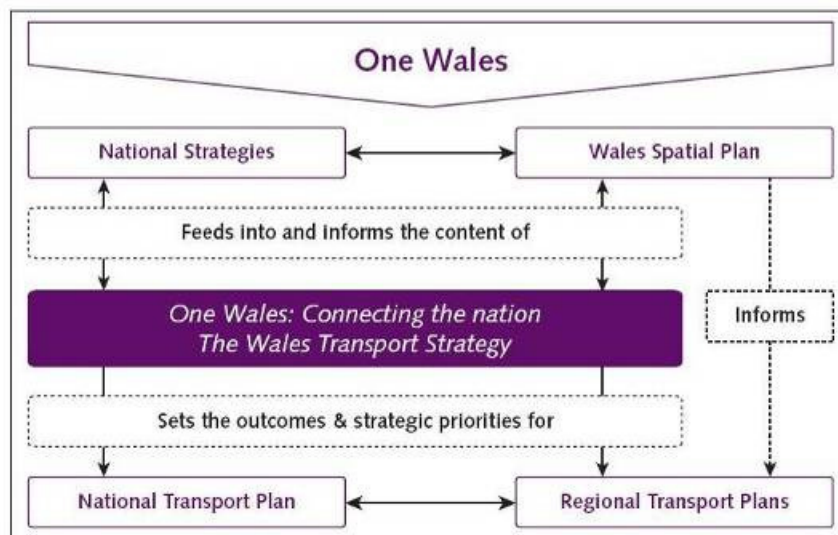 One Wales
National Strategies
Wales Spatial Plan
Feeds into and informs the content of
One Wales: Connecting the nation
The Wales Transport Strategy
Informs
Sets the outcomes & strategic priorities for
National Transport Plan
Regional Transport Plans